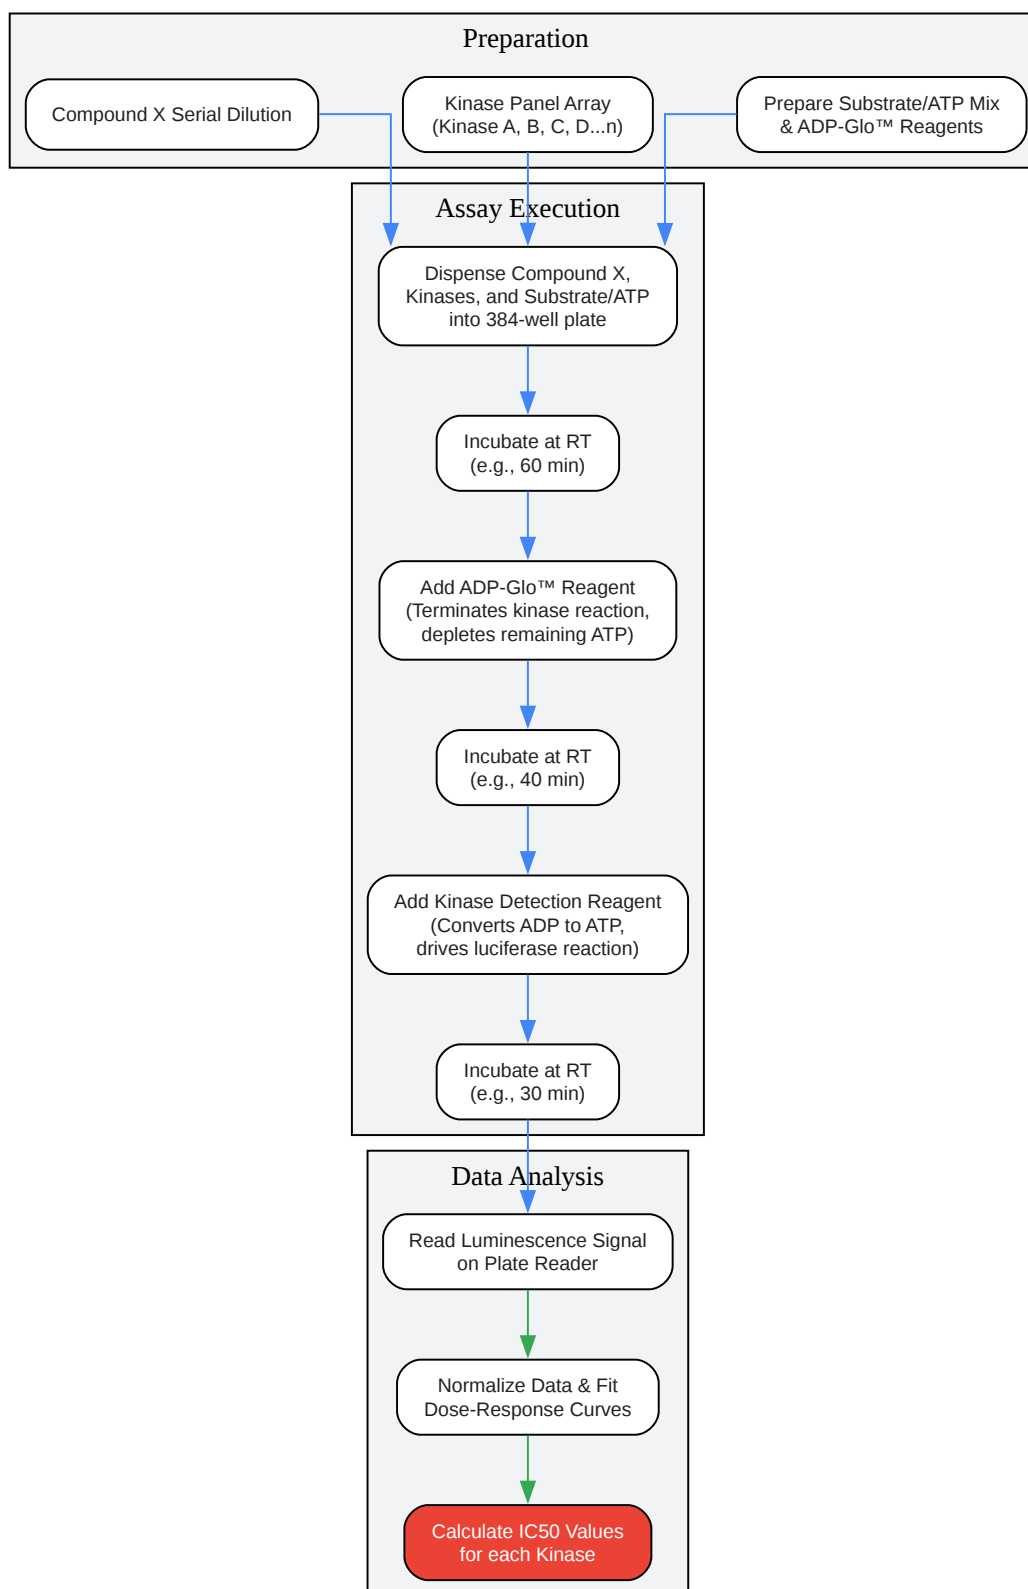 Preparation
Compound X Serial Dilution
Kinase Panel Array
(Kinase A, B, C, D...n)
Prepare Substrate/ATP Mix
& ADP-Glo™ Reagents
Assay Execution
Dispense Compound X,
Kinases, and Substrate/ATP
into 384-well plate
Incubate at RT
(e.g., 60 min)
Add ADP-Glo™ Reagent
(Terminates kinase reaction,
depletes remaining ATP)
Incubate at RT
(e.g., 40 min)
Add Kinase Detection Reagent
(Converts ADP to ATP,
drives luciferase reaction)
Incubate at RT
(e.g., 30 min)
Data Analysis
Read Luminescence Signal
on Plate Reader
Normalize Data & Fit
Dose-Response Curves
Calculate IC50 Values
for each Kinase